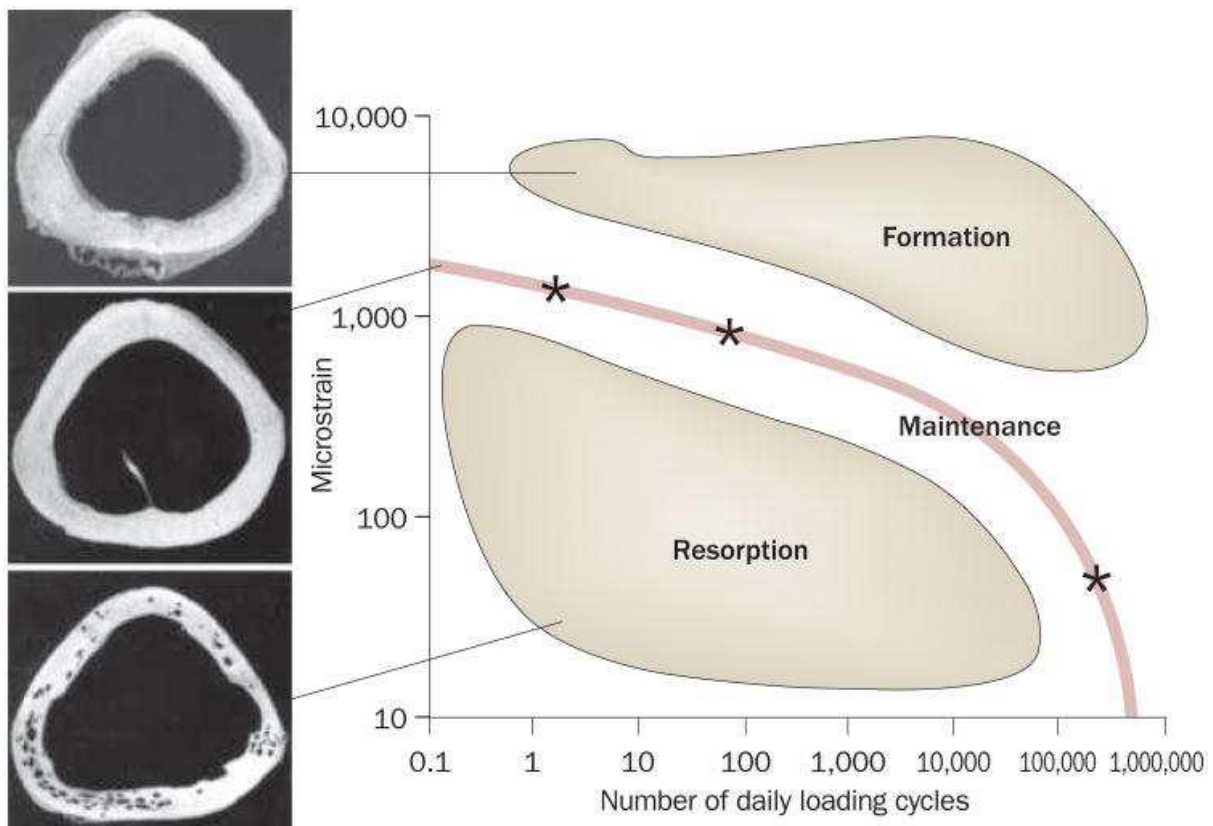 10,000
1,000
100
10
Microstrain
Formation
Maintenance
Resorption
*
*
*
0.1 1 10 100 1,000 10,000 100,000 1,000,000
Number of daily loading cycles